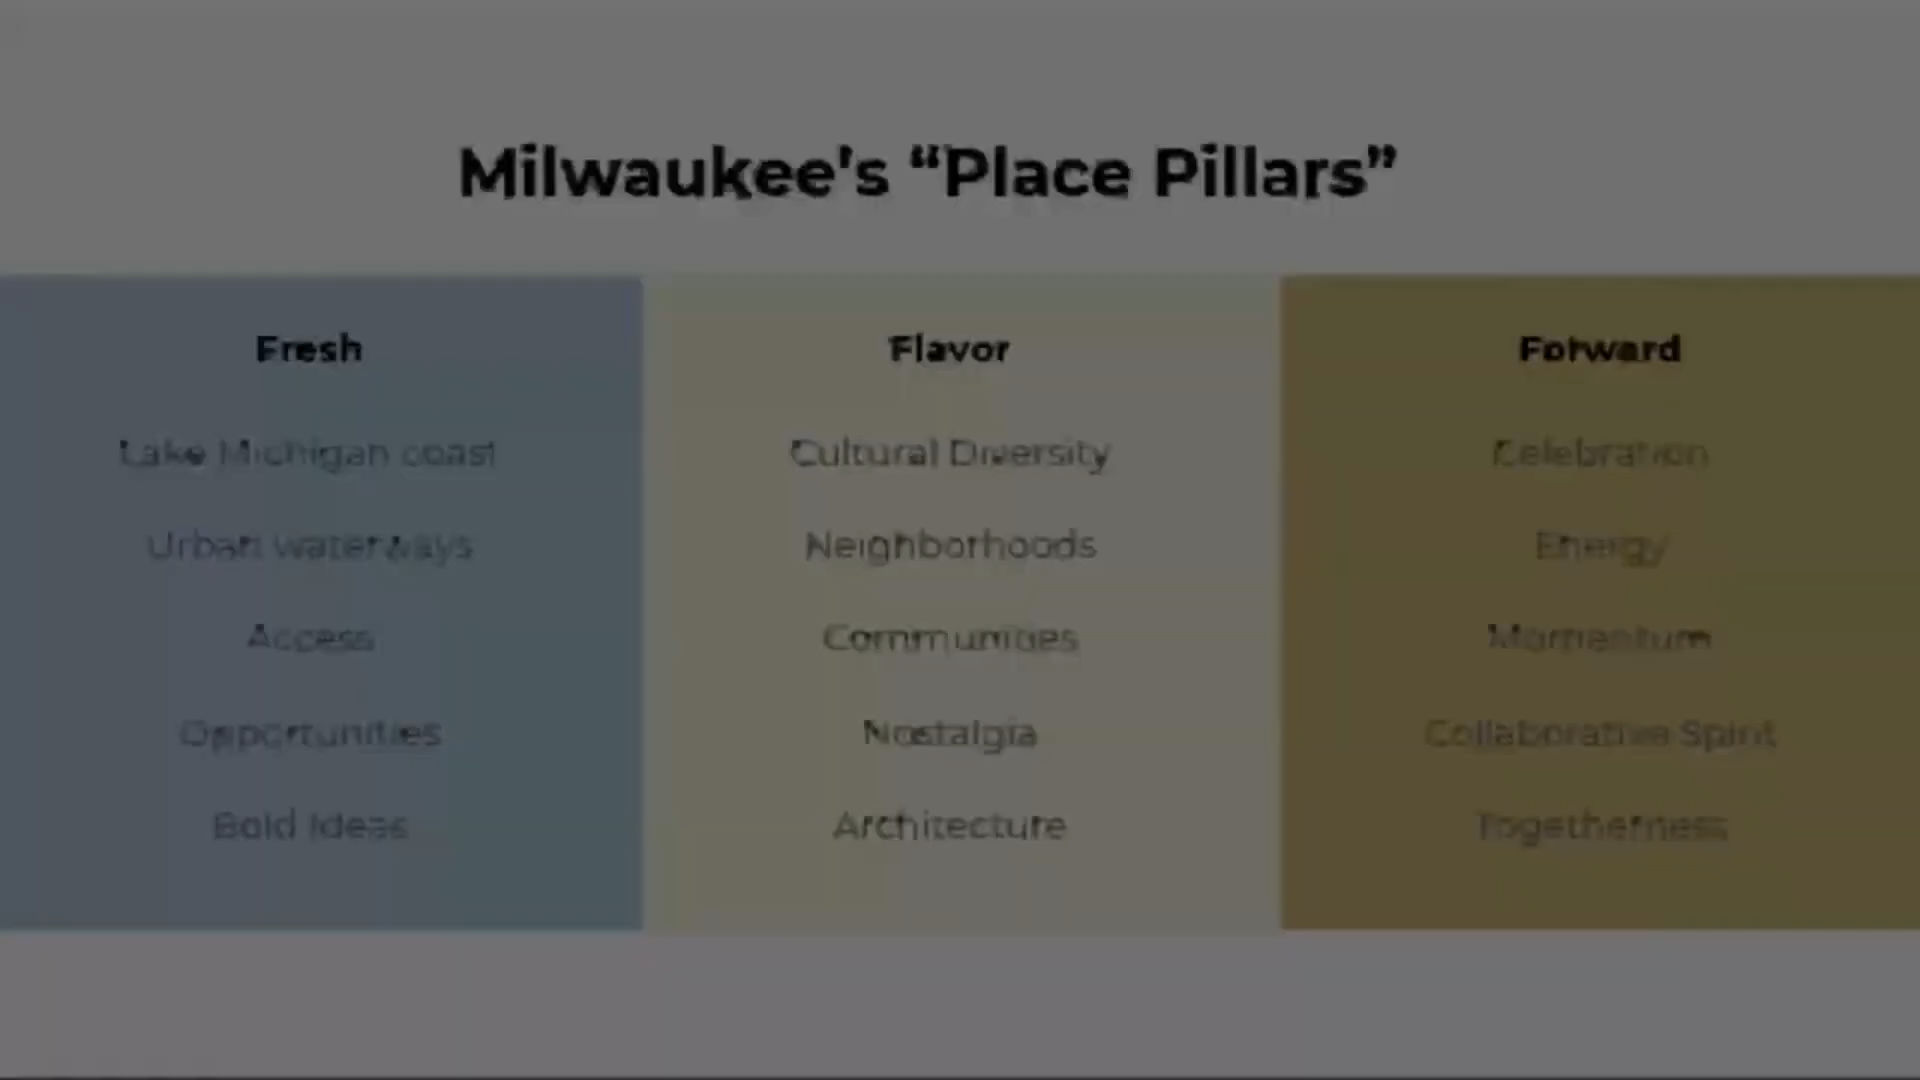 Milwaukee's “Place Pillars”
Fresh
Lake Michigan coast
Urban waterways
Access
Opportunities
Bold Ideas
Flavor
Cultural Diversity
Neighborhoods
Communities
Nostalgia
Architecture
Forward
Celebration
Energy
Momentum
Collaborative Spirit
Togetherness